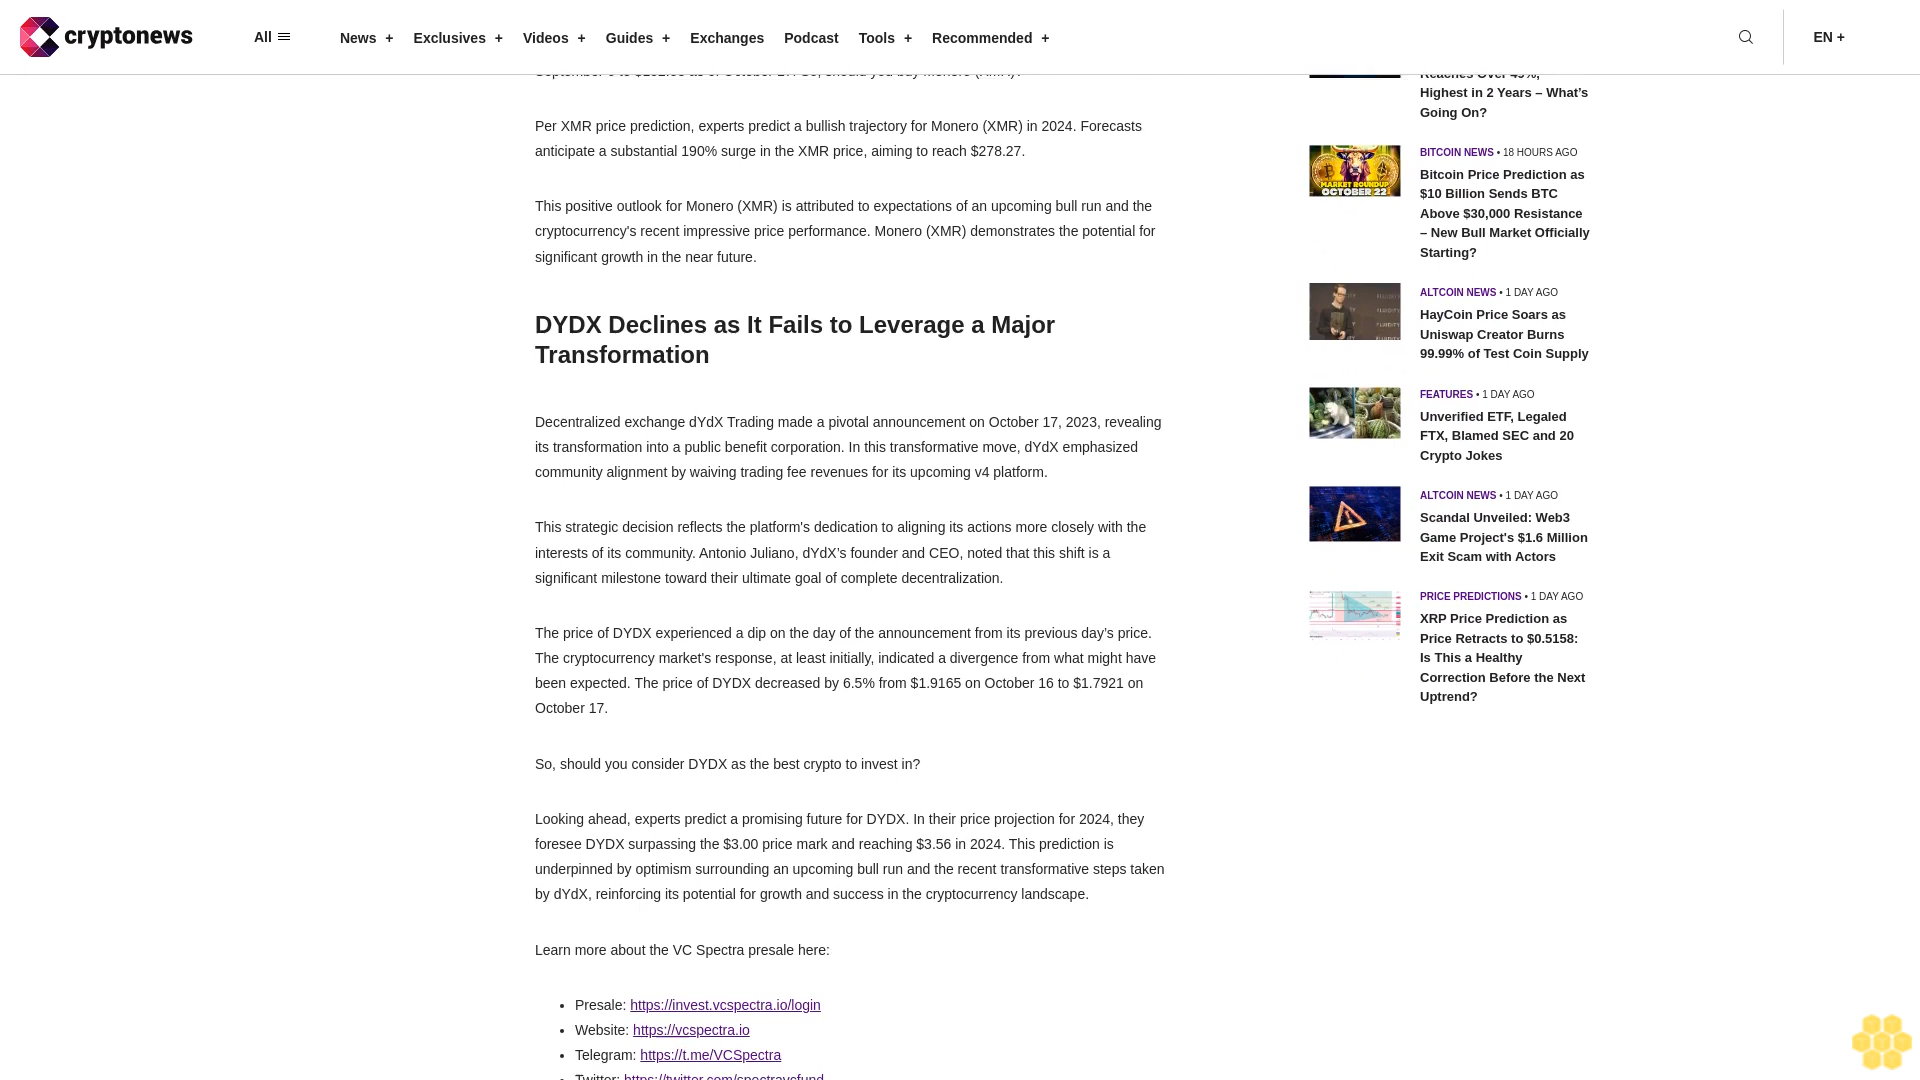 cryptonews
All
News +
Exclusives +
Videos +
Guides +
Exchanges
Podcast
Tools +
Recommended +
EN +
Per XMR price prediction, experts predict a bullish trajectory for Monero (XMR) in 2024. Forecasts
anticipate a substantial 190% surge in the XMR price, aiming to reach $278.27.
This positive outlook for Monero (XMR) is attributed to expectations of an upcoming bull run and the
cryptocurrency's recent impressive price performance. Monero (XMR) demonstrates the potential for
significant growth in the near future.
DYDX Declines as It Fails to Leverage a Major
Transformation
Decentralized exchange dYdX Trading made a pivotal announcement on October 17, 2023, revealing
its transformation into a public benefit corporation. In this transformative move, dYdX emphasized
community alignment by waiving trading fee revenues for its upcoming v4 platform.
This strategic decision reflects the platform's dedication to aligning its actions more closely with the
interests of its community. Antonio Juliano, dYdX’s founder and CEO, noted that this shift is a
significant milestone toward their ultimate goal of complete decentralization.
The price of DYDX experienced a dip on the day of the announcement from its previous day’s price.
The cryptocurrency market's response, at least initially, indicated a divergence from what might have
been expected. The price of DYDX decreased by 6.5% from $1.9165 on October 16 to $1.7921 on
October 17.
So, should you consider DYDX as the best crypto to invest in?
Looking ahead, experts predict a promising future for DYDX. In their price projection for 2024, they
foresee DYDX surpassing the $3.00 price mark and reaching $3.56 in 2024. This prediction is
underpinned by optimism surrounding an upcoming bull run and the recent transformative steps taken
by dYdX, reinforcing its potential for growth and success in the cryptocurrency landscape.
Learn more about the VC Spectra presale here:
• Presale: https://invest.vcspectra.io/login
• Website: https://vcspectra.io
• Telegram: https://t.me/VCSpectra
• Twitter: https://twitter.com/spectravcfund
Reaches Over 49%,
Highest in 2 Years – What’s
Going On?
MARKET ROUNDUP
OCTOBER 22
BITCOIN NEWS • 18 HOURS AGO
Bitcoin Price Prediction as
$10 Billion Sends BTC
Above $30,000 Resistance
– New Bull Market Officially
Starting?
ALTCOIN NEWS • 1 DAY AGO
HayCoin Price Soars as
Uniswap Creator Burns
99.99% of Test Coin Supply
FEATURES • 1 DAY AGO
Unverified ETF, Legaled
FTX, Blamed SEC and 20
Crypto Jokes
ALTCOIN NEWS • 1 DAY AGO
Scandal Unveiled: Web3
Game Project's $1.6 Million
Exit Scam with Actors
PRICE PREDICTIONS • 1 DAY AGO
XRP Price Prediction as
Price Retracts to $0.5158:
Is This a Healthy
Correction Before the Next
Uptrend?